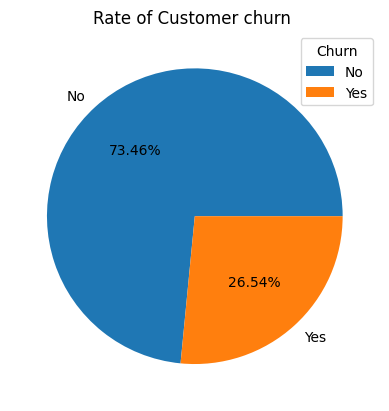 Rate of Customer churn
Churn
No
Yes
No
73.46%
26.54%
Yes